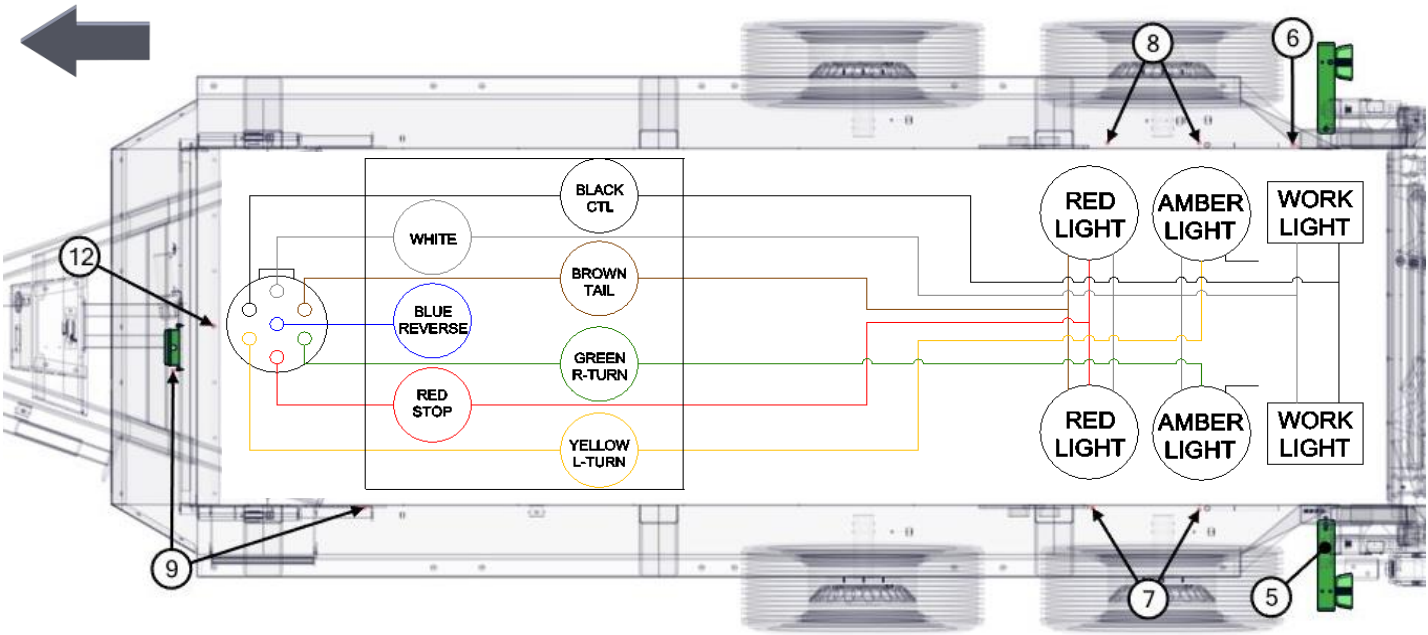 8
6
12
BLACK
CTL
WHITE
BROWN
TAIL
BLUE
REVERSE
GREEN
R-TURN
RED
STOP
YELLOW
L-TURN
RED
LIGHT
AMBER
LIGHT
WORK
LIGHT
RED
LIGHT
AMBER
LIGHT
WORK
LIGHT
9
7
5